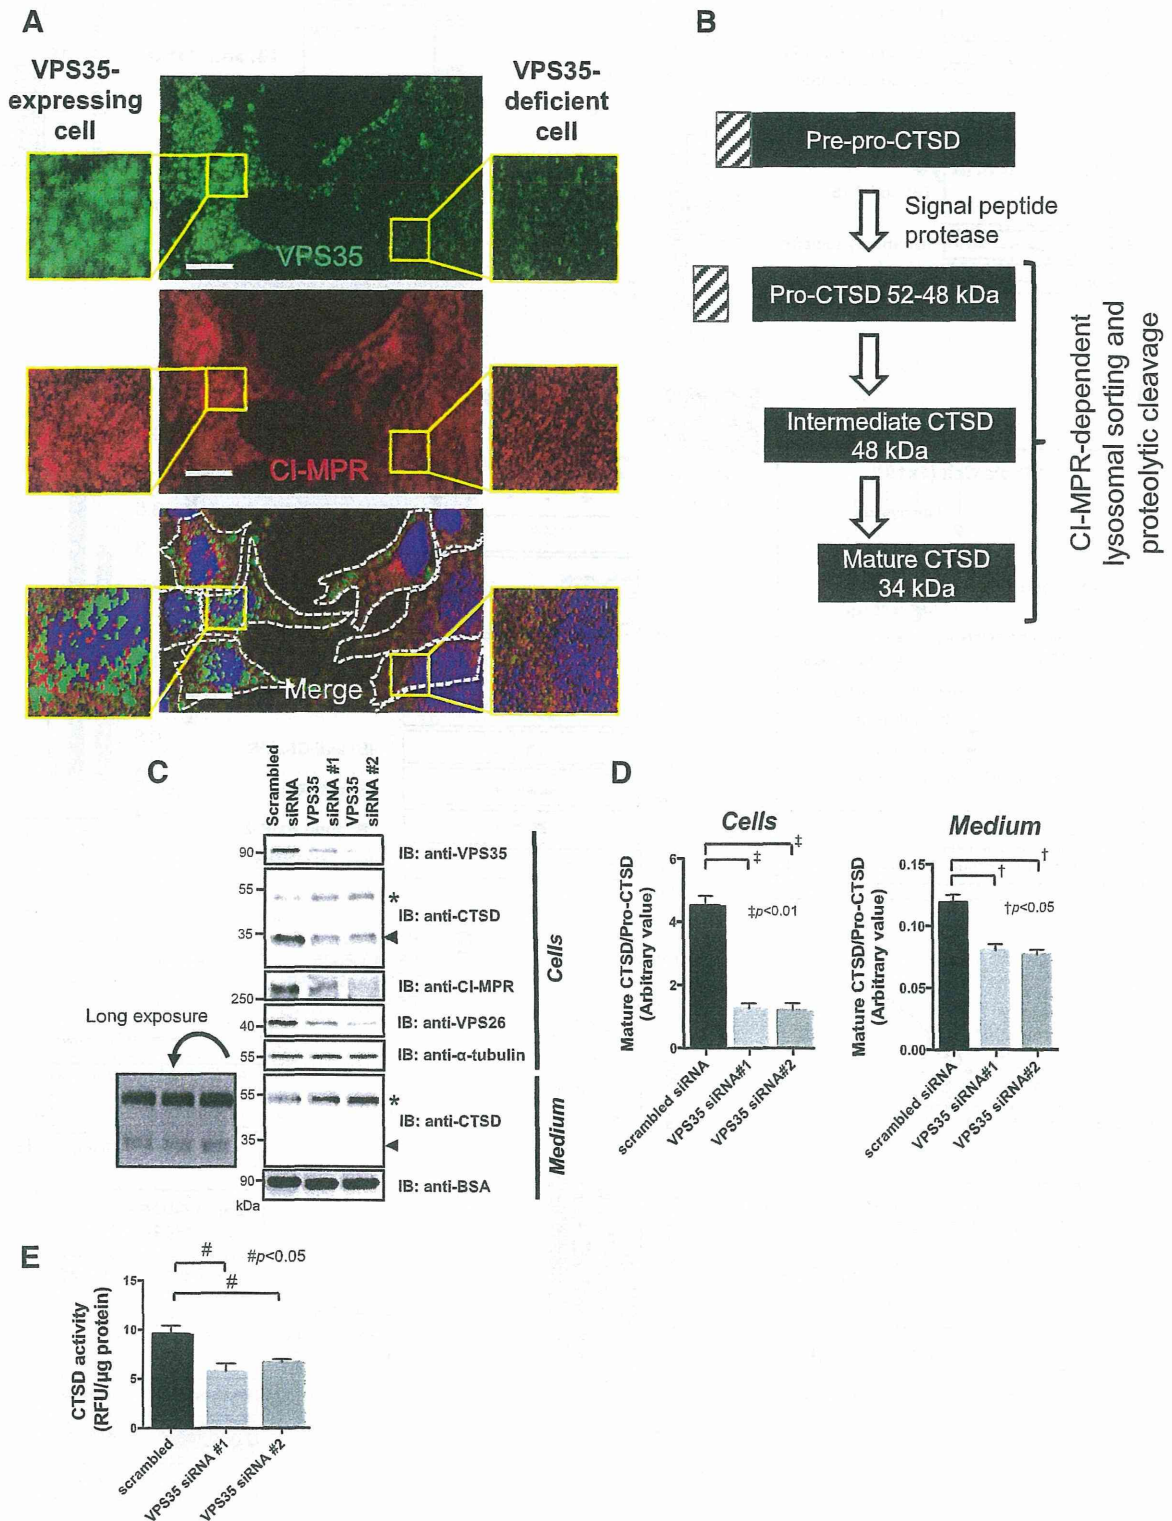 A
VPS35-
expressing
cell
VPS35-
deficient
cell
VPS35
CI-MPR
Merge
B
Pre-pro-CTSD
Signal peptide
protease
Pro-CTSD 52-48 kDa
Intermediate CTSD
48 kDa
Mature CTSD
34 kDa
CI-MPR-dependent
lysosomal sorting and
proteolytic cleavage
C
Scrambled
siRNA
VPS35
siRNA #1
VPS35
siRNA #2
90
IB: anti-VPS35
55
*
IB: anti-CTSD
35
IB: anti-CI-MPR
250
IB: anti-VPS26
40
IB: anti-α-tubulin
55
Cells
Long exposure
55
*
IB: anti-CTSD
35
Medium
90
IB: anti-BSA
kDa
D
Cells
Mature CTSD/Pro-CTSD
(Arbitrary value)
6
4
2
0
‡
‡
‡p<0.01
scrambled siRNA
VPS35 siRNA#1
VPS35 siRNA#2
Medium
Mature CTSD/Pro-CTSD
(Arbitrary value)
0.15
0.10
0.05
0.00
†
†
†p<0.05
scrambled siRNA
VPS35 siRNA#1
VPS35 siRNA#2
E
CTSD activity
(RFU/μg protein)
15
10
5
0
#
#
#p<0.05
scrambled
VPS35 siRNA #1
VPS35 siRNA #2